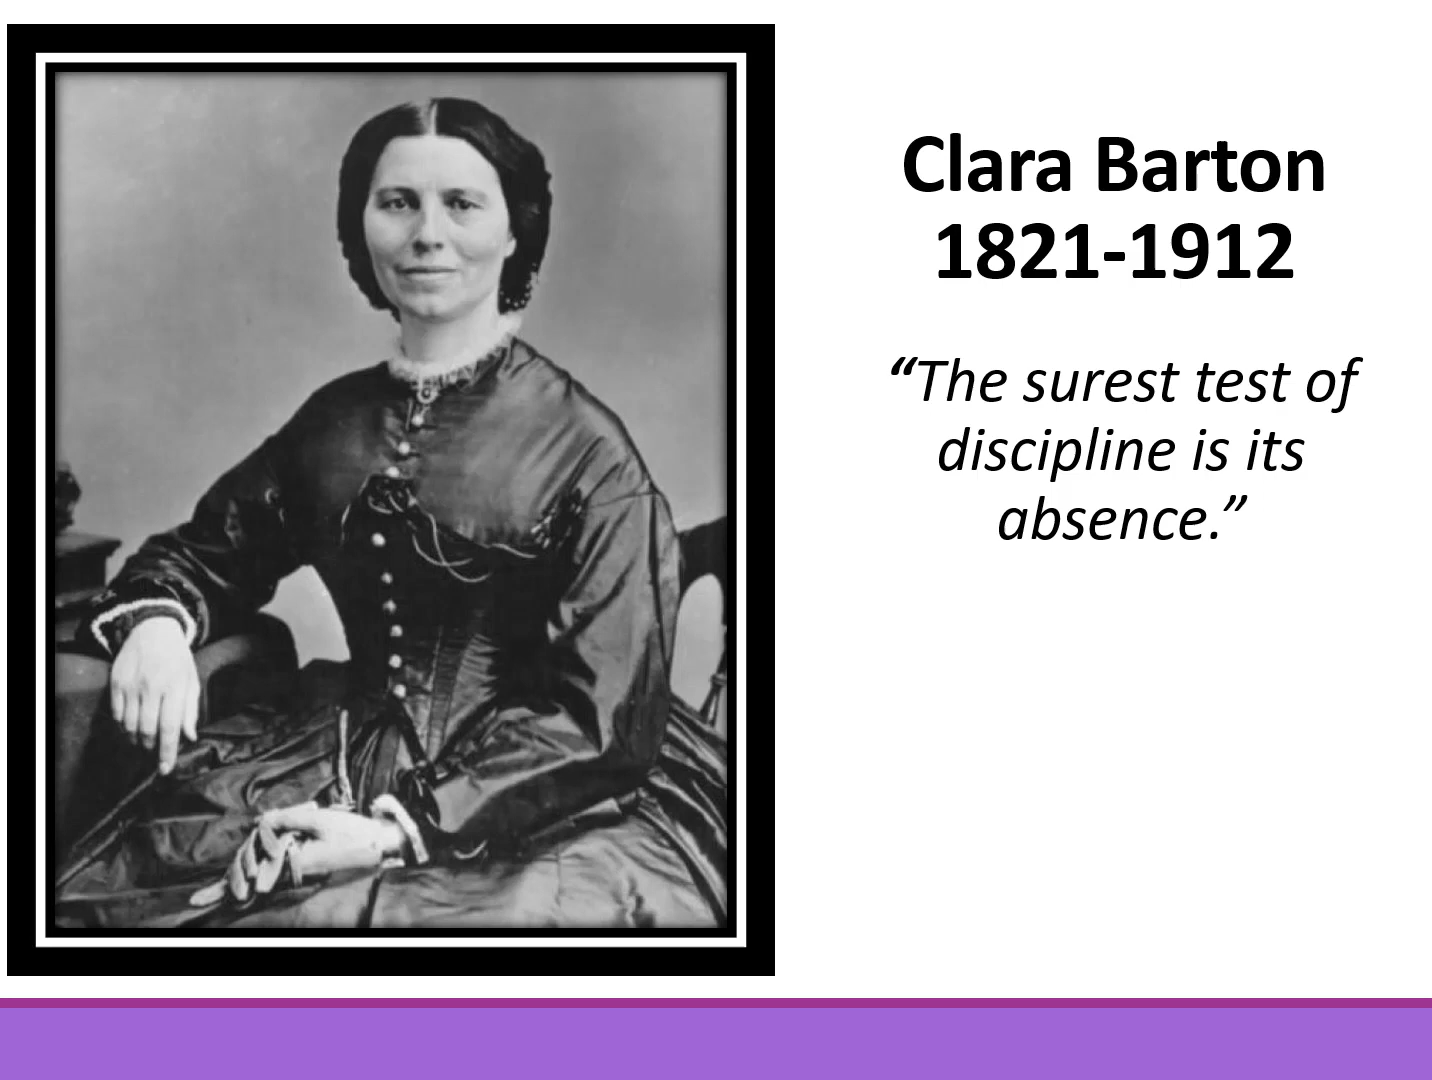 Clara Barton
1821-1912
“The surest test of
discipline is its
absence.”